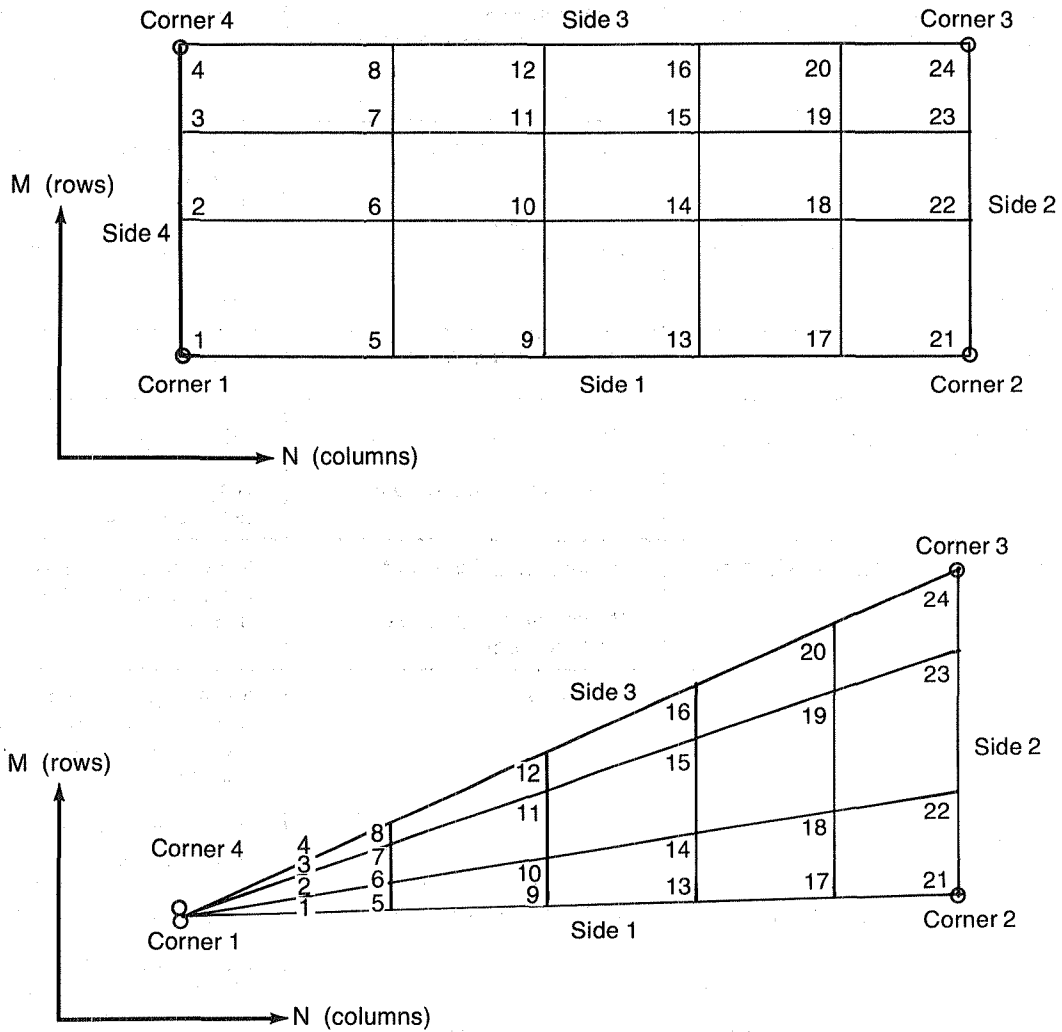 Corner 4 Side 3 Corner 3
4 8 12 16 20 24
3 7 11 15 19 23
M (rows)
2 6 10 14 18 22 Side 2
Side 4
1 5 9 13 17 21
Corner 1 Side 1 Corner 2
N (columns)
Corner 3
24
20
23
Side 3
16 19
Side 2
M (rows)
15
12
11 22
18
8
4
Corner 4 14
7
3
10
6
2 21
17
13
9
5
1
Corner 2
Side 1
Corner 1
N (columns)